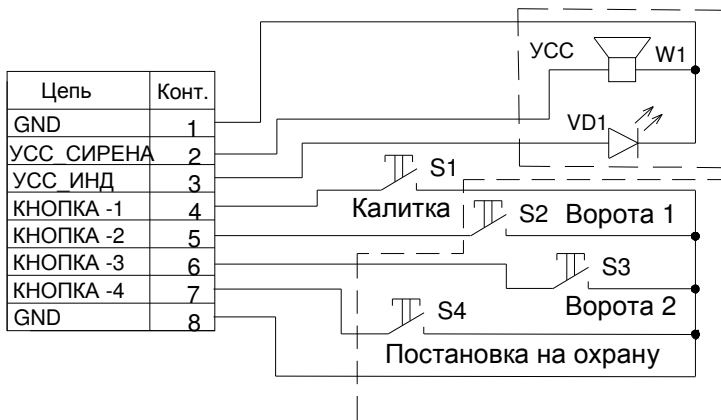 Цепь Конт.
GND 1
УСС_СИРЕНА 2
УСС_ИНД 3
КНОПКА -1 4
КНОПКА -2 5
КНОПКА -3 6
КНОПКА -4 7
GND 8
УСС W1
VD1
S1
Калитка
S2 Ворота 1
S3
Ворота 2
S4
Постановка на охрану